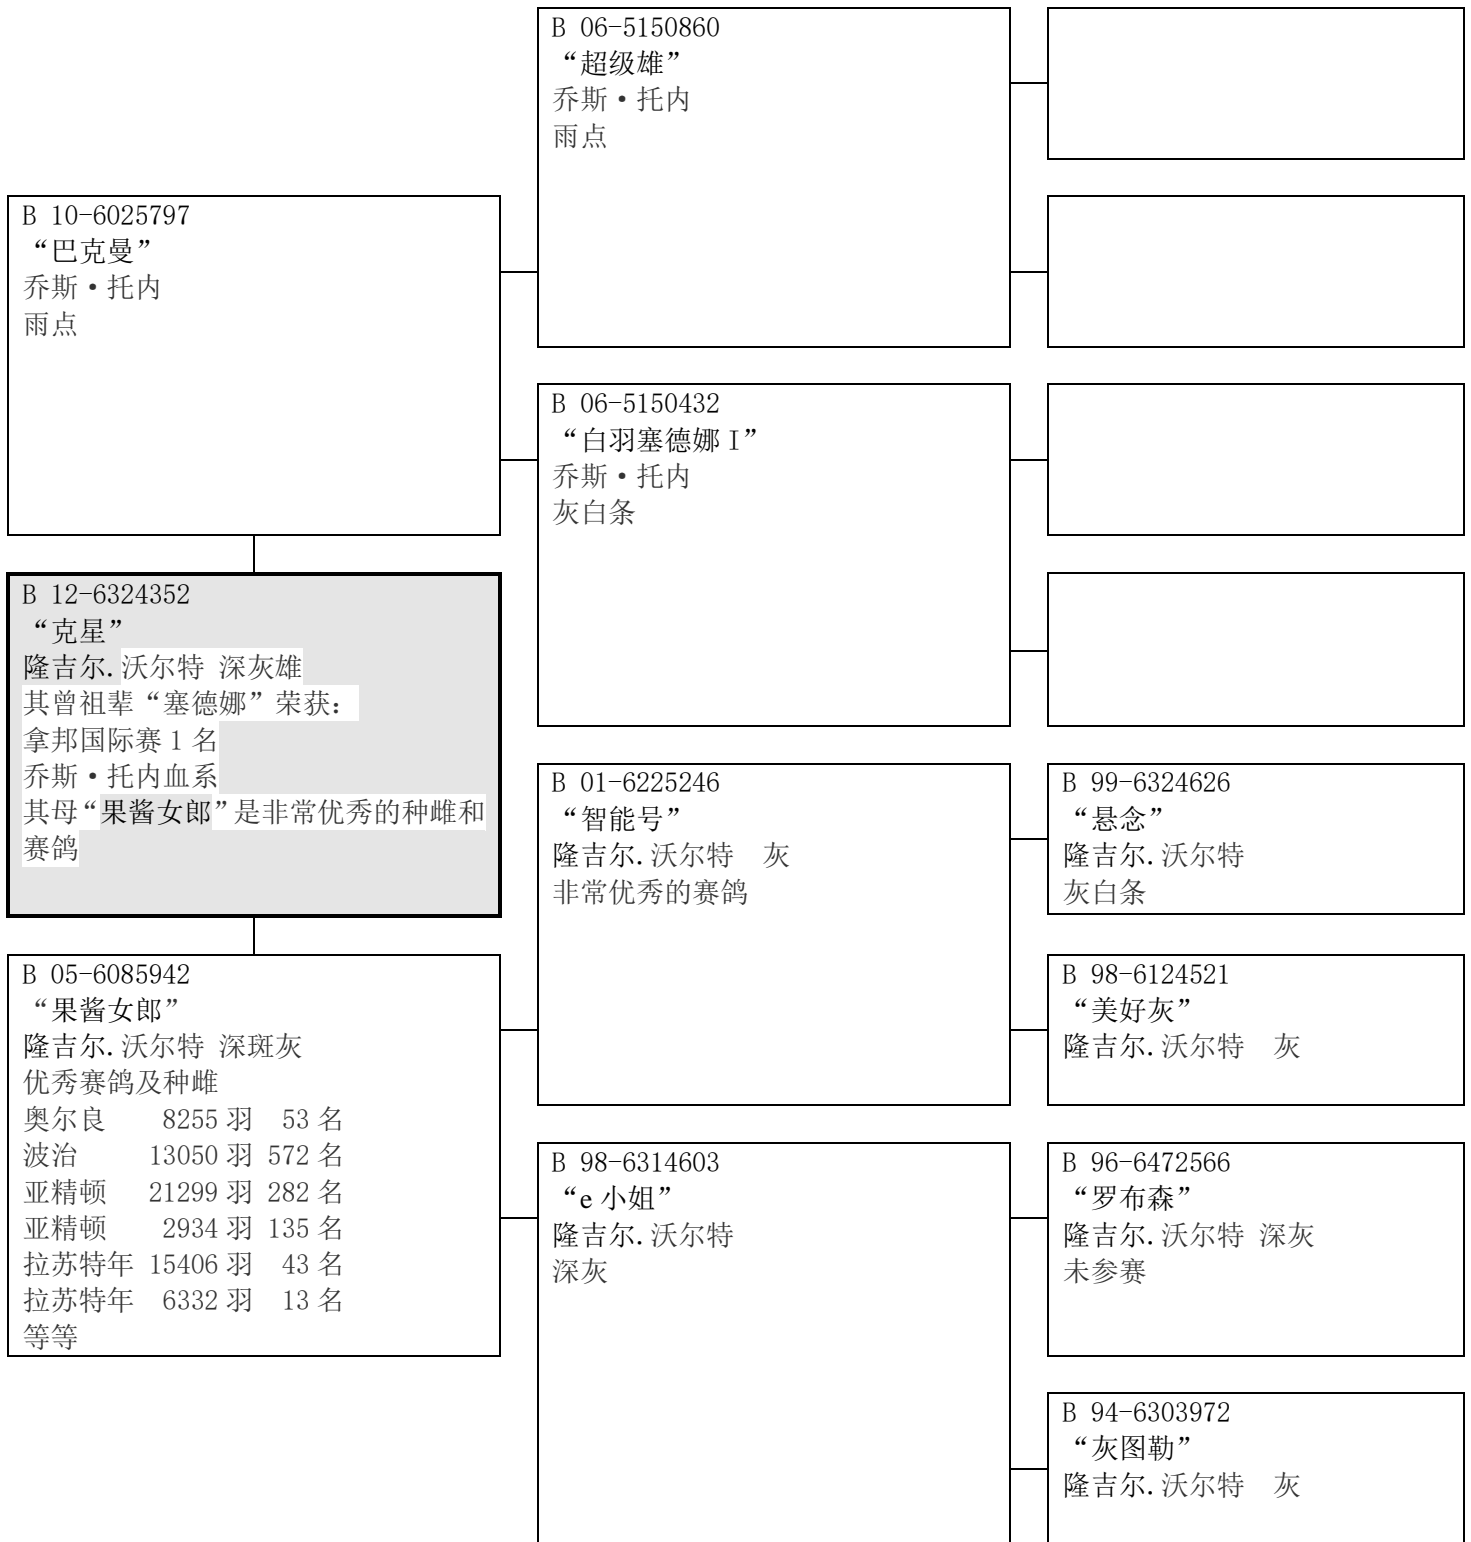 B 06-5150860
“超级雄”
乔斯•托内
雨点
B 10-6025797
“巴克曼”
乔斯•托内
雨点
B 06-5150432
“白羽塞德娜 I”
乔斯•托内
灰白条
B 12-6324352
“克星”
隆吉尔.沃尔特 深灰雄
其曾祖辈“塞德娜”荣获：
拿邦国际赛 1 名
乔斯•托内血系
其母“果酱女郎”是非常优秀的种雌和
赛鸽
B 01-6225246
“智能号”
隆吉尔.沃尔特 灰
非常优秀的赛鸽
B 99-6324626
“悬念”
隆吉尔.沃尔特
灰白条
B 05-6085942
“果酱女郎”
隆吉尔.沃尔特 深斑灰
优秀赛鸽及种雌
奥尔良 8255 羽 53 名
波治 13050 羽 572 名
亚精顿 21299 羽 282 名
亚精顿 2934 羽 135 名
拉苏特年 15406 羽 43 名
拉苏特年 6332 羽 13 名
等等
B 98-6124521
“美好灰”
隆吉尔.沃尔特 灰
B 98-6314603
“e 小姐”
隆吉尔.沃尔特
深灰
B 96-6472566
“罗布森”
隆吉尔.沃尔特 深灰
未参赛
B 94-6303972
“灰图勒”
隆吉尔.沃尔特 灰